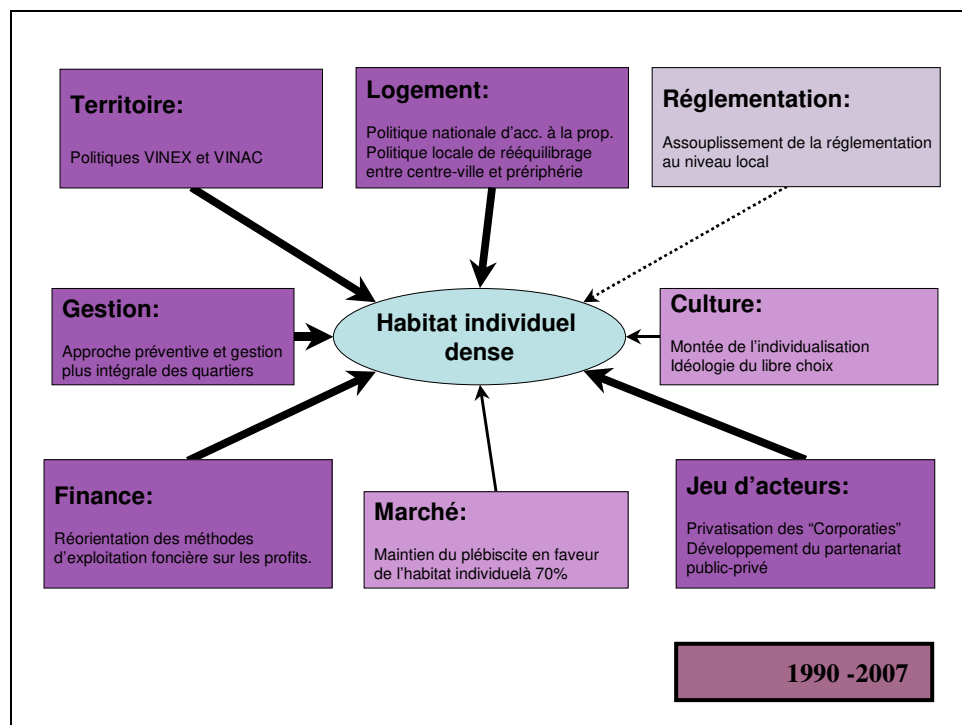 Territoire:
Politiques VINEX et VINAC
Logement:
Politique nationale d'acc. à la prop.
Politique locale de rééquilibrage
entre centre-ville et prériphérie
Réglementation:
Assouplissement de la réglementation
au niveau local
Gestion:
Approche préventive et gestion
plus intégrale des quartiers
Habitat individuel
dense
Culture:
Montée de l'individualisation
Idéologie du libre choix
Finance:
Réorientation des méthodes
d'exploitation foncière sur les profits.
Marché:
Maintien du plébiscite en faveur
de l'habitat individuelà 70%
Jeu d'acteurs:
Privatisation des "Corporaties"
Développement du partenariat
public-privé
1990 -2007